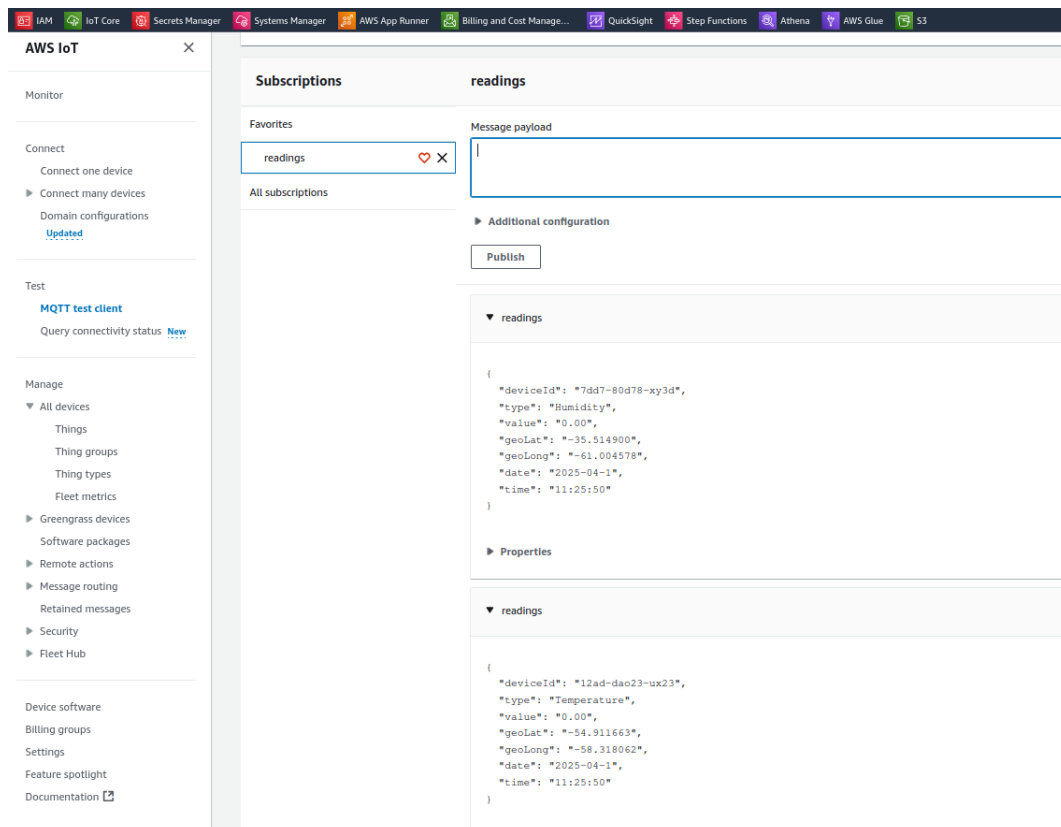 IAM IoT Core Secrets Manager Systems Manager AWS App Runner Billing and Cost Manage... QuickSight Step Functions Athena AWS Glue S3
AWS IoT
Monitor
Connect
Connect one device
Connect many devices
Domain configurations
Updated
Test
MQTT test client
Query connectivity status New
Manage
All devices
Things
Thing groups
Thing types
Fleet metrics
Greengrass devices
Software packages
Remote actions
Message routing
Retained messages
Security
Fleet Hub
Device software
Billing groups
Settings
Feature spotlight
Documentation
Subscriptions
Favorites
readings
All subscriptions
readings
Message payload
Additional configuration
Publish
readings
{
"deviceId": "7dd7-80d78-xy3d",
"type": "Humidity",
"value": "0.00",
"geoLat": "-35.514900",
"geoLong": "-61.004578",
"date": "2025-04-1",
"time": "11:25:50"
}
Properties
readings
{
"deviceId": "12ad-dao23-ux23",
"type": "Temperature",
"value": "0.00",
"geoLat": "-54.911663",
"geoLong": "-58.318062",
"date": "2025-04-1",
"time": "11:25:50"
}